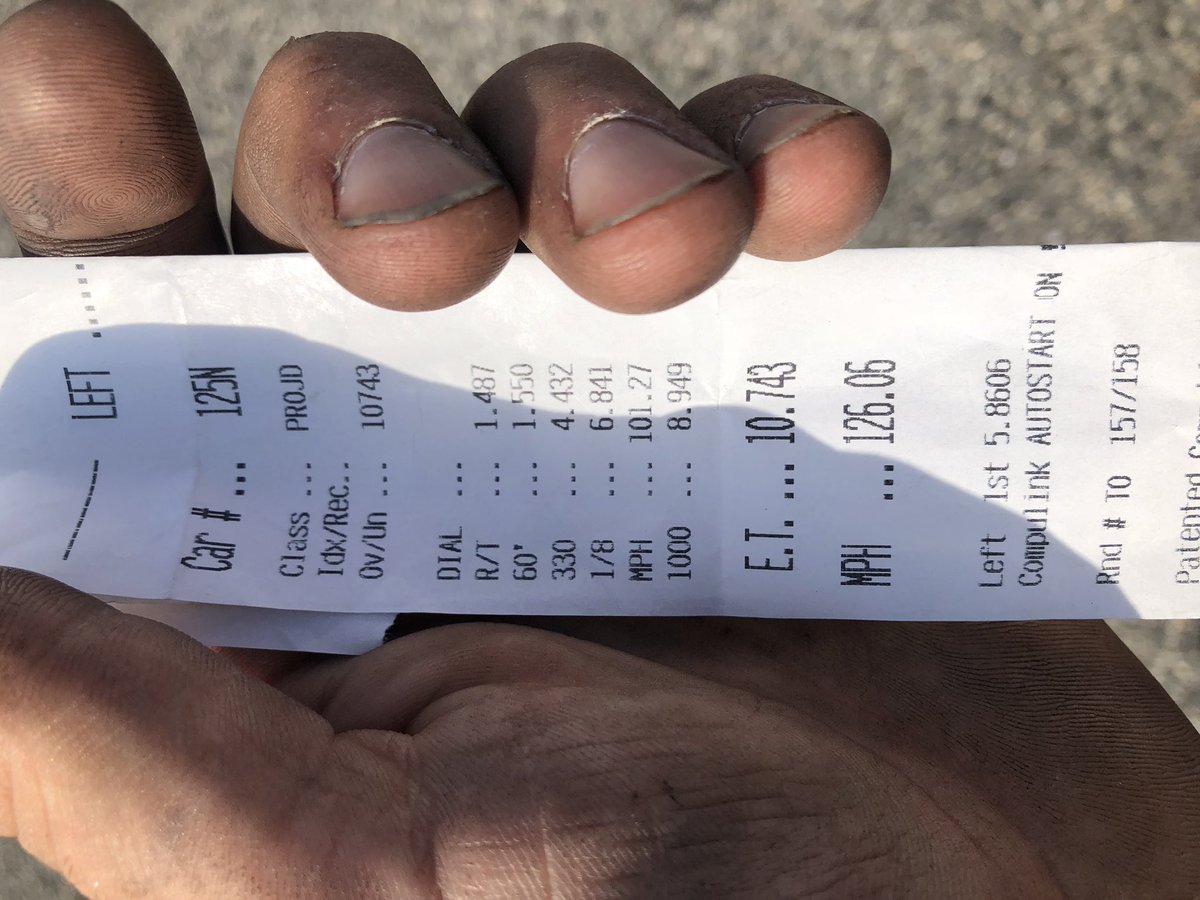 LEFT ......
Car # ... 125N
Class ... PROJD
Idx/Rec..
Ov/Un ... 10743
DIAL ...
R/T ... 1.487
60' ... 1.550
330 ... 4.432
1/8 ... 6.841
MPH ... 101.27
1000 ... 8.949
E.T. ... 10.743
MPH ... 126.06
Left 1st 5.8606
Compulink AUTOSTART ON
Rnd # TO 157/158
Patented